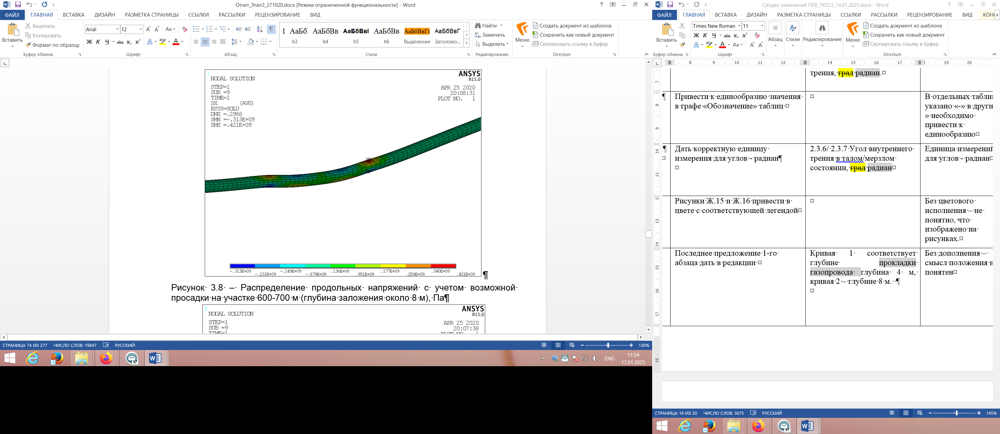 Отчет_Этап3_271020.docx [Режим ограниченной функциональности] - Word
ФАЙЛ ГЛАВНАЯ ВСТАВКА ДИЗАЙН РАЗМЕТКА СТРАНИЦЫ ССЫЛКИ РАССЫЛКИ РЕЦЕНЗИРОВАНИЕ ВИД
Вставить
Вырезать
Копировать
Формат по образцу
Буфер обмена
Arial 12
Ж К Ч abc x₂ x²
Шрифт
Абзац
1 АаБб АаБбВв АаБбВвІ АаБбВв АаБбВвГг АаБбВвГ
h3 h4 h5 h6 Выделение Заголово...
Стили
Найти
Заменить
Выделить
Редактирование
Меню
Создать документ из шаблона
Сохранить как новый документ
Скопировать ссылку в буфер
Directum
1
NODAL SOLUTION
STEP=1
SUB =9
TIME=1
SX (AVG)
RSYS=SOLU
DMX =.2968
SMN =-.313E+09
SMX =.421E+09
ANSYS
R15.0
APR 25 2020
20:08:31
PLOT NO. 1
MX
MN
-.313E+09 -.231E+09 -.149E+09 -.679E+08 .136E+08 .951E+08 .177E+09 .258E+09 .340E+09 .421E+09
Рисунок 3.8 – Распределение продольных напряжений с учетом возможной
просадки на участке 600-700 м (глубина заложения около 8 м), Па¶
1
NODAL SOLUTION
STEP=1
SUB =9
TIME=1
ANSYS
R15.0
APR 25 2020
20:07:38
PLOT NO. 1
СТРАНИЦА 74 ИЗ 277 ЧИСЛО СЛОВ: 19847 РУССКИЙ 130%
97
ENG
11:54
17.01.2025
Сводка замечаний ПК8_ТК023_14.01.2025.docx - Word
ФАЙЛ ГЛАВНАЯ ВСТАВКА ДИЗАЙН РАЗМЕТКА СТРАНИЦЫ ССЫЛКИ РАССЫЛКИ РЕЦЕНЗИРОВАНИЕ ВИД
Вставить
Буфер обмена
Times New Roman 11
Ж К Ч abc x₂ x²
Шрифт
Абзац
Стили
Редактирование
Меню
Создать документ из шаблона
Сохранить как новый документ
Скопировать ссылку в буфер
Directum
8 9 10 11 12 14 15 16 17 19 20
7 8 9 10 11 13 14 15 16 17 19
трения, град радиан.¤
Привести к единообразию значения
в графе «Обозначение» таблиц ¤
¤
В отдельных табли
указано «-» в други
» необходимо
привести к
единообразию¤
Дать корректную единицу
измерения для углов - радиан¶
¤
2.3.6/ 2.3.7 Угол внутреннего
трения в талом/мерзлом
состоянии, град радиан¤
Единица измерений
для углов - радиан¤
Рисунки Ж.15 и Ж.16 привести в
цвете с соответствующей легендой¤
¤
Без цветового
исполнения – не
понятно, что
изображено на
рисунках.¤
Последнее предложение 1-го
абзаца дать в редакции ¤
Кривая 1 соответствует
глубине прокладки
газопровода глубина 4 м,
кривая 2 – глубине 8 м. ¶
¤
Без дополнения –
смысл положения н
понятен¤
СТРАНИЦА 16 ИЗ 20 ЧИСЛО СЛОВ: 3675 РУССКИЙ 145%
97